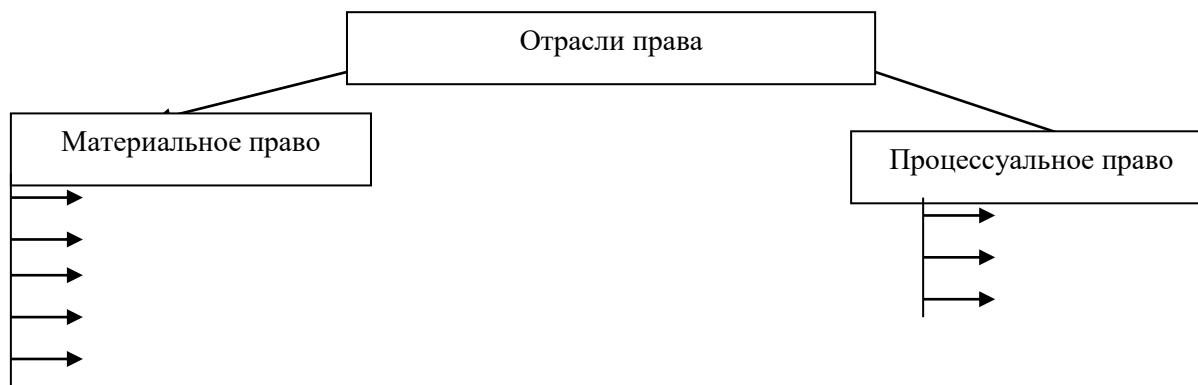 Отрасли права
Материальное право
Процессуальное право